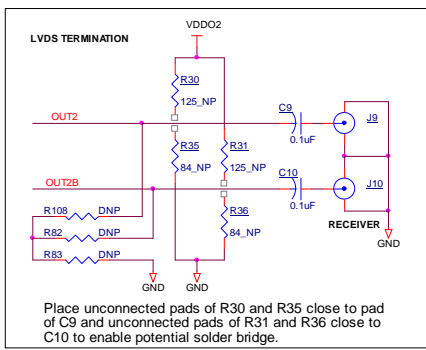 VDDO2
LVDS TERMINATION
R30
125_NP
C9
J9
OUT2
R35
R31
0.1uF
84_NP
125_NP
C10
J10
OUT2B
R36
0.1uF
R108
DNP
84_NP
RECEIVER
R82
DNP
R83
DNP
GND
GND
GND
Place unconnected pads of R30 and R35 close to pad
of C9 and unconnected pads of R31 and R36 close to
C10 to enable potential solder bridge.